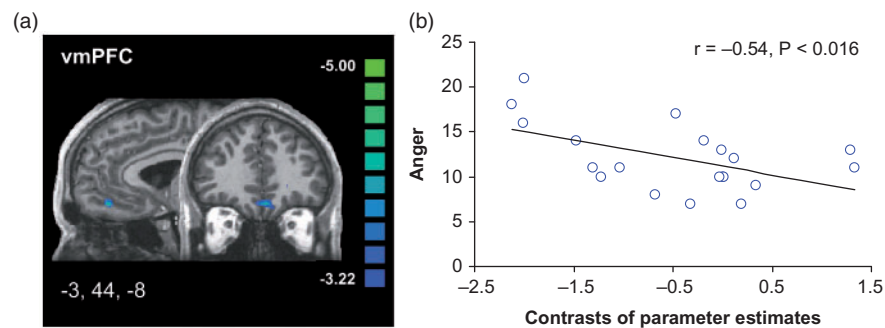 (a)
vmPFC
-5.00
-3.22
-3, 44, -8
(b)
r = –0.54, P < 0.016
Anger
25
20
15
10
5
0
–2.5
–1.5
–0.5
0.5
1.5
Contrasts of parameter estimates